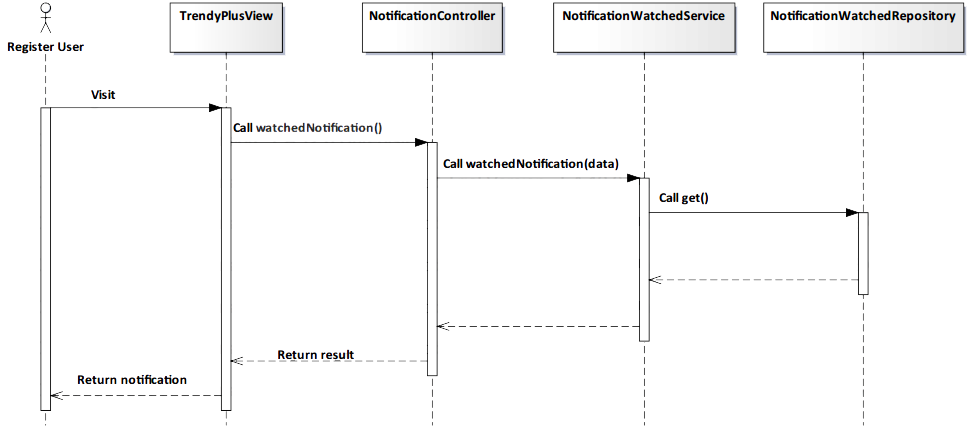 TrendyPlusView
NotificationController
NotificationWatchedService
NotificationWatchedRepository
Register User
Visit
Call watchedNotification()
Call watchedNotification(data)
Call get()
Return result
Return notification